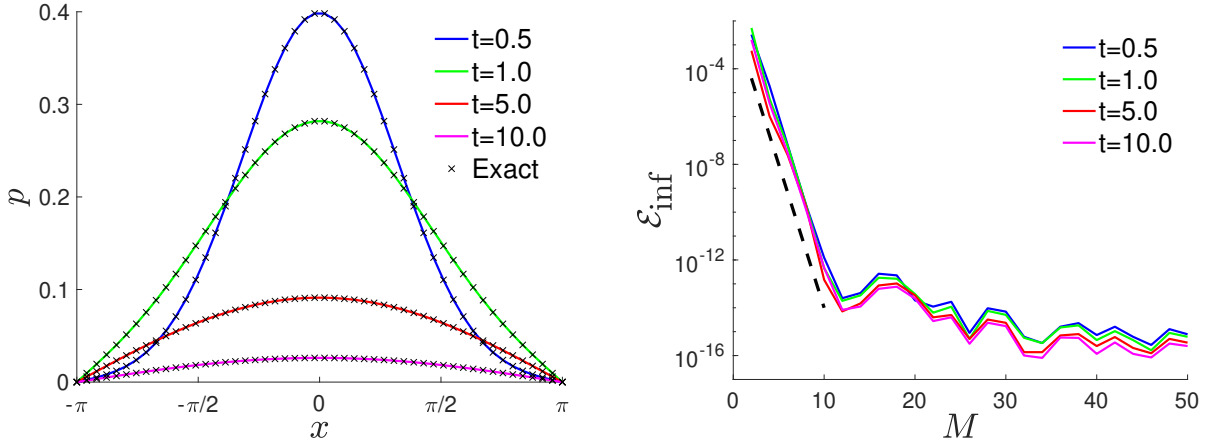 0.4
0.3
0.2
0.1
0
p
t=0.5
t=1.0
t=5.0
t=10.0
Exact
-π
-π/2
0
π/2
π
x
10⁻⁴
10⁻⁸
10⁻¹²
10⁻¹⁶
ℰ_inf
t=0.5
t=1.0
t=5.0
t=10.0
0
10
20
30
40
50
M